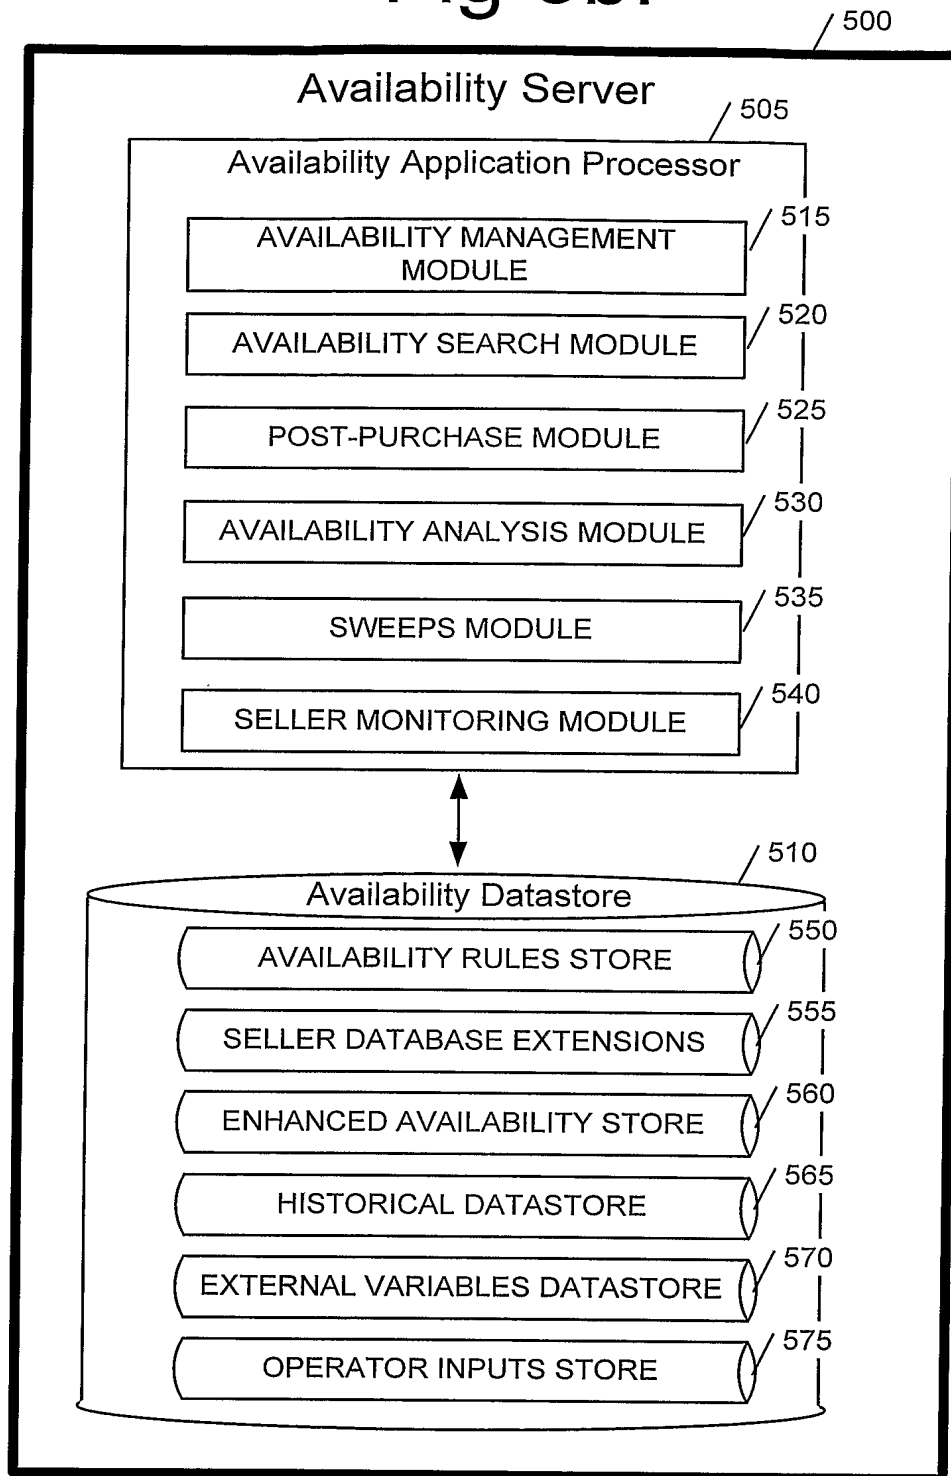 Fig 5b.
500
Availability Server
505
Availability Application Processor
515
AVAILABILITY MANAGEMENT
MODULE
520
AVAILABILITY SEARCH MODULE
525
POST-PURCHASE MODULE
530
AVAILABILITY ANALYSIS MODULE
535
SWEEPS MODULE
540
SELLER MONITORING MODULE
510
Availability Datastore
550
AVAILABILITY RULES STORE
555
SELLER DATABASE EXTENSIONS
560
ENHANCED AVAILABILITY STORE
565
HISTORICAL DATASTORE
570
EXTERNAL VARIABLES DATASTORE
575
OPERATOR INPUTS STORE